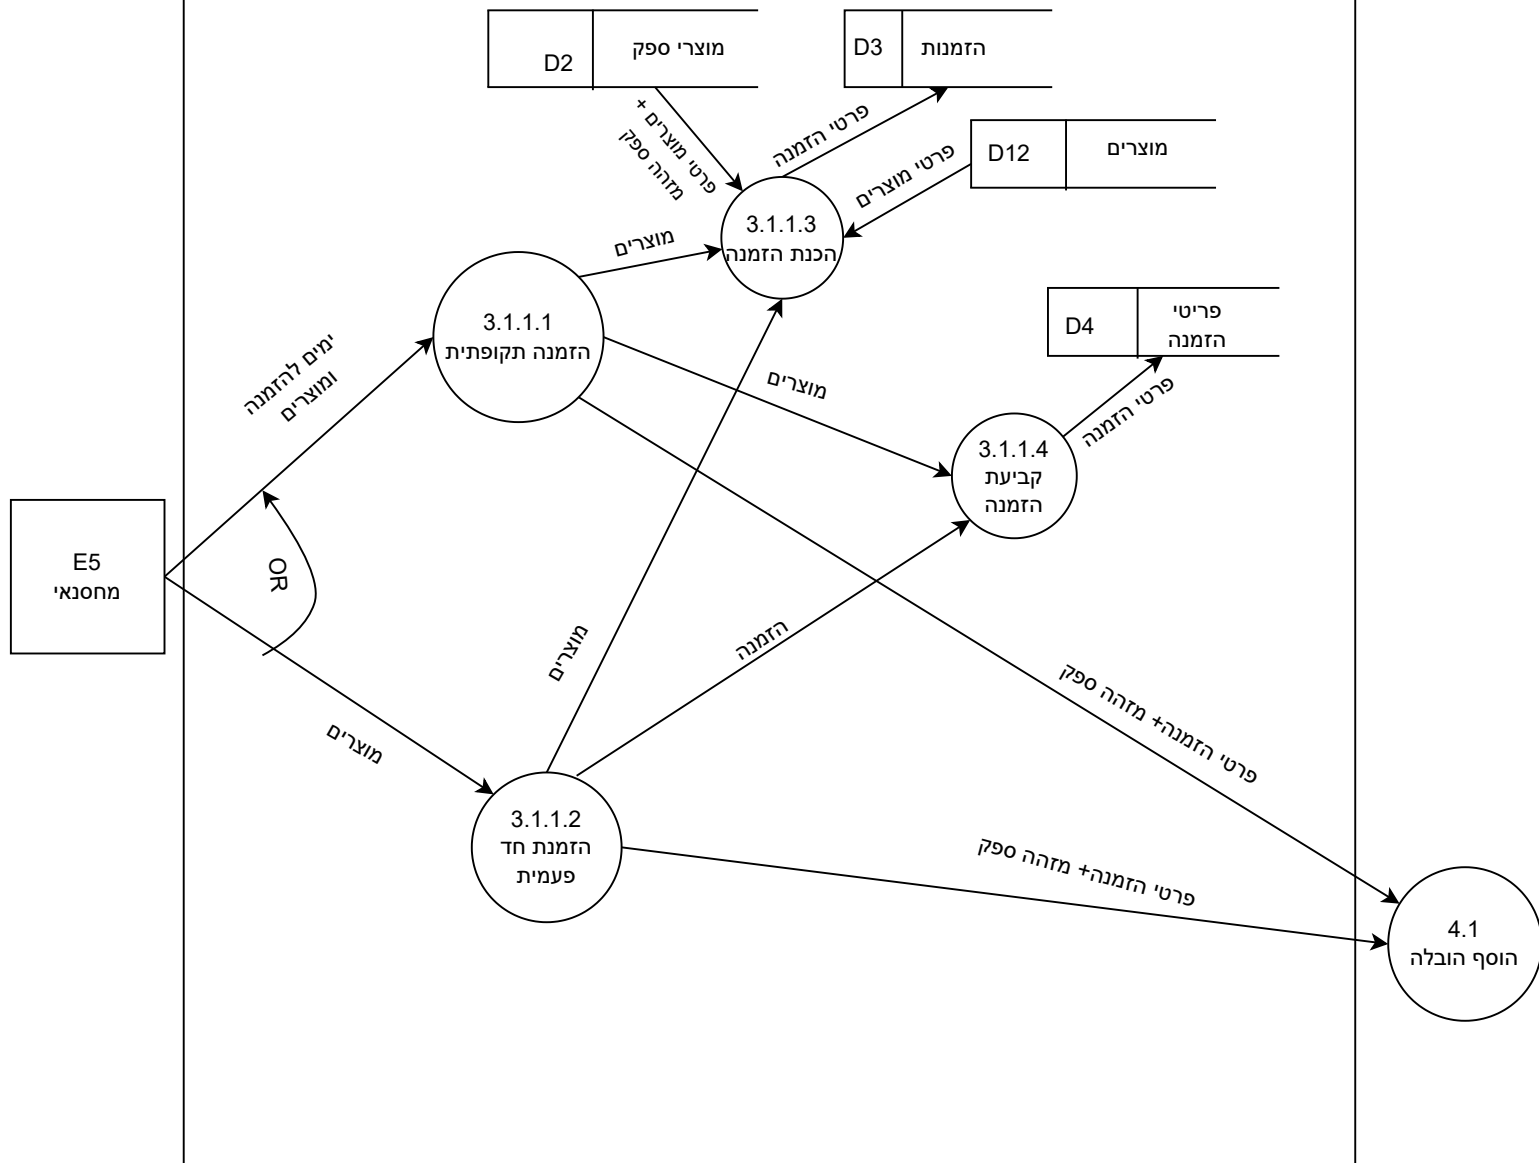 D2
מוצרי ספק
D3
הזמנות
D12
מוצרים
פרטי מוצרים +
מזהה ספק
פרטי הזמנה
פרטי מוצרים
3.1.1.3
הכנת הזמנה
מוצרים
3.1.1.1
הזמנה תקופתית
D4
פריטי
הזמנה
ימים להזמנה
ומוצרים
מוצרים
פרטי הזמנה
3.1.1.4
קביעת
הזמנה
E5
מחסנאי
OR
מוצרים
הזמנה
פרטי הזמנה+ מזהה ספק
מוצרים
3.1.1.2
הזמנת חד
פעמית
פרטי הזמנה+ מזהה ספק
4.1
הוסף הובלה